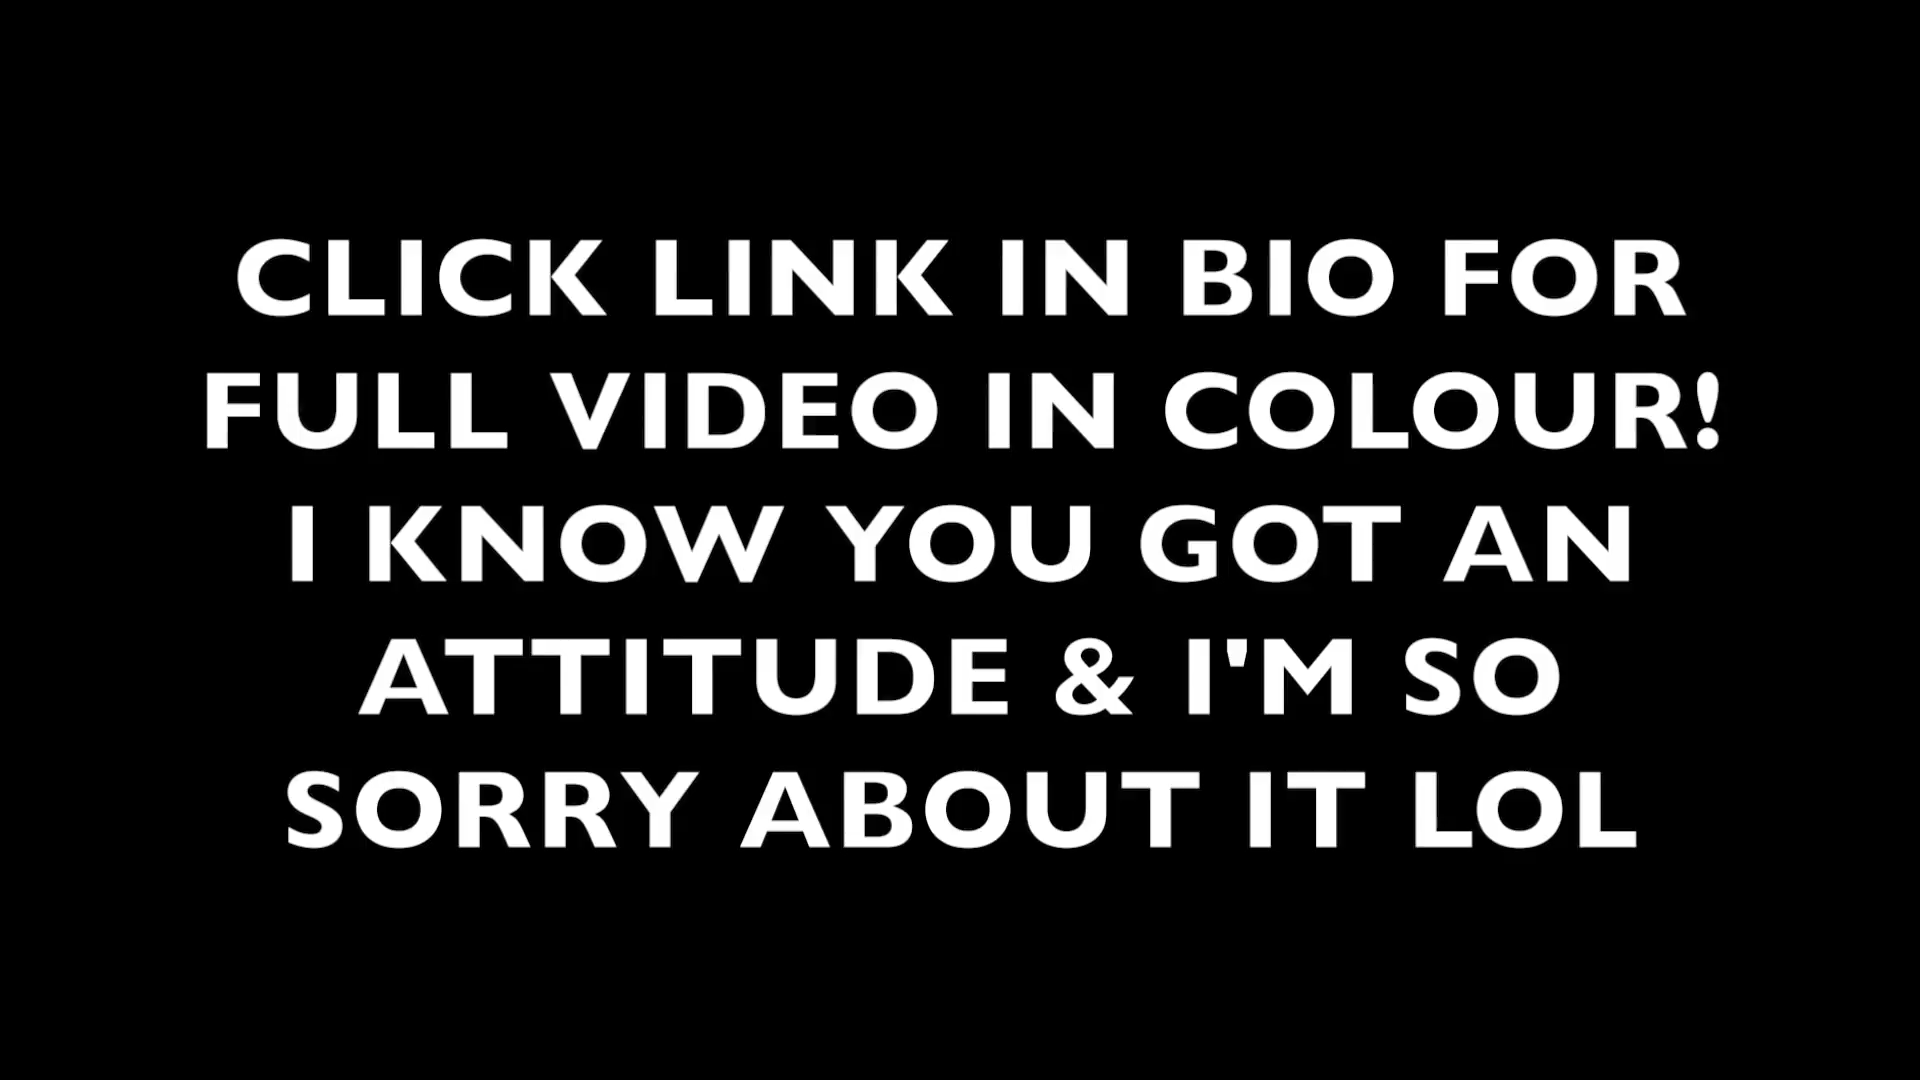 CLICK LINK IN BIO FOR
FULL VIDEO IN COLOUR!
I KNOW YOU GOT AN
ATTITUDE & I'M SO
SORRY ABOUT IT LOL